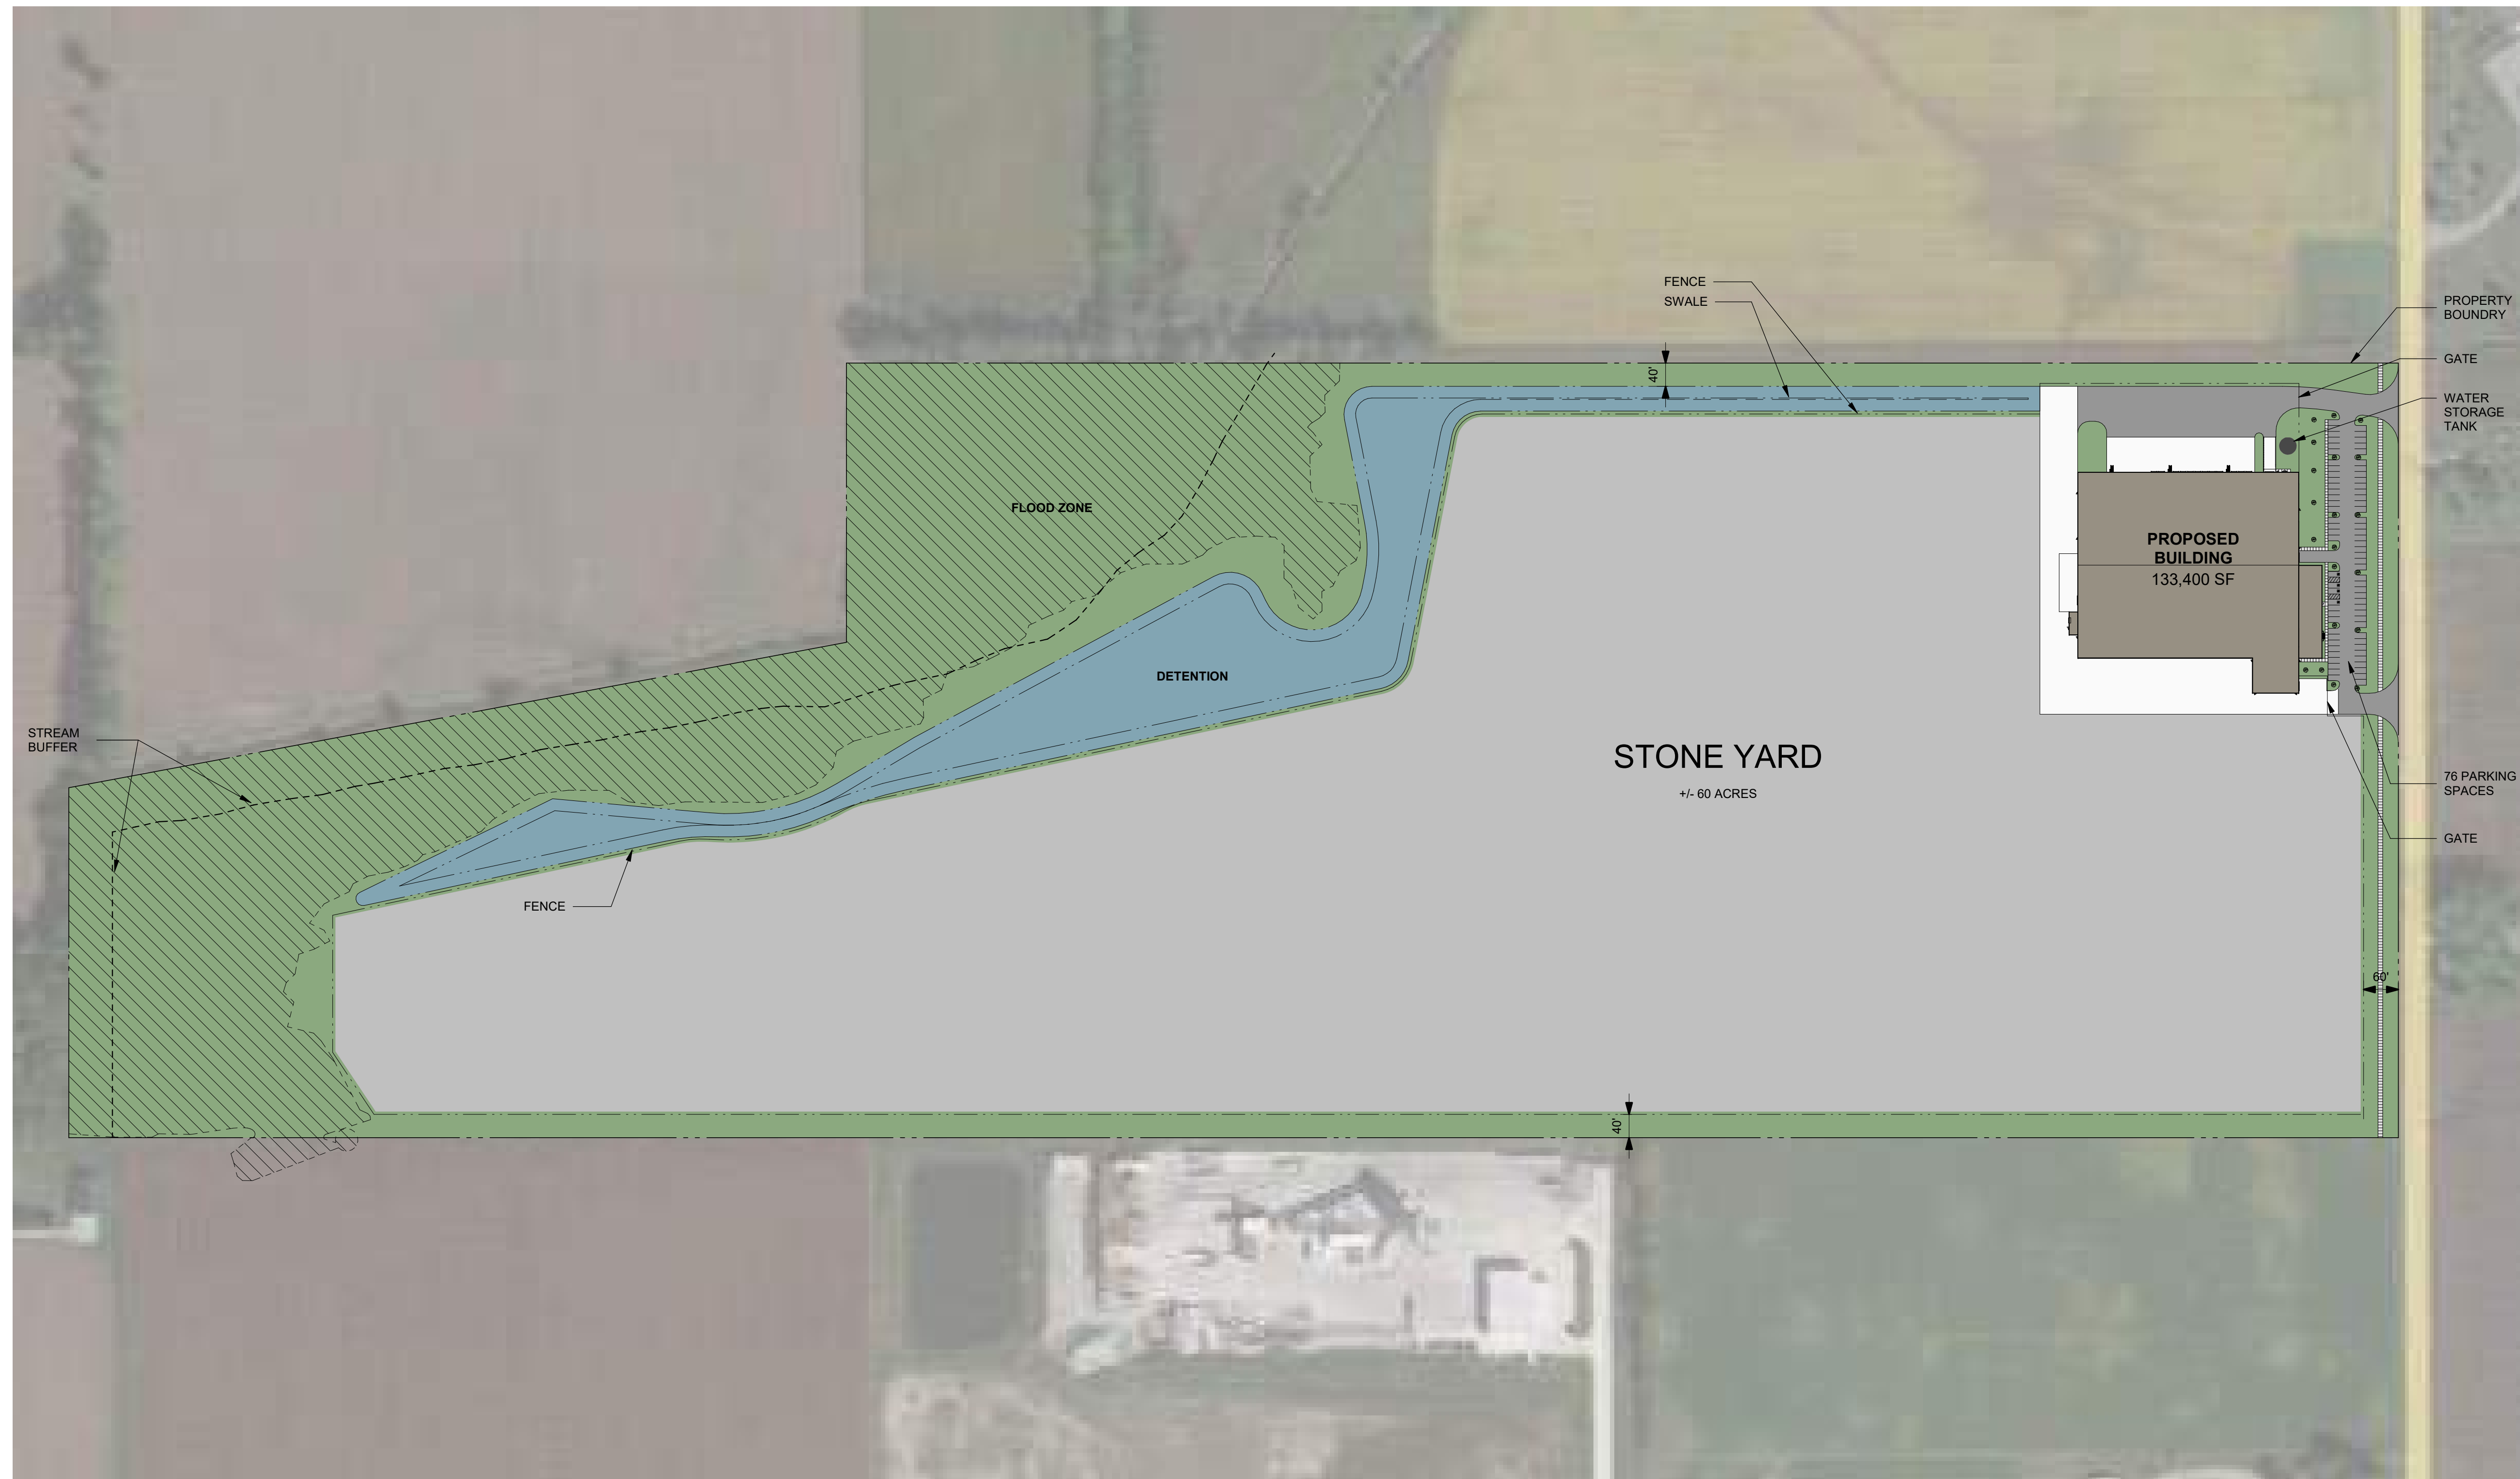 FENCE
SWALE
PROPERTY
BOUNDRY
40'
GATE
WATER
STORAGE
TANK
FLOOD ZONE
PROPOSED
BUILDING
133,400 SF
DETENTION
STREAM
BUFFER
STONE YARD
+/- 60 ACRES
76 PARKING
SPACES
GATE
FENCE
60'
40'